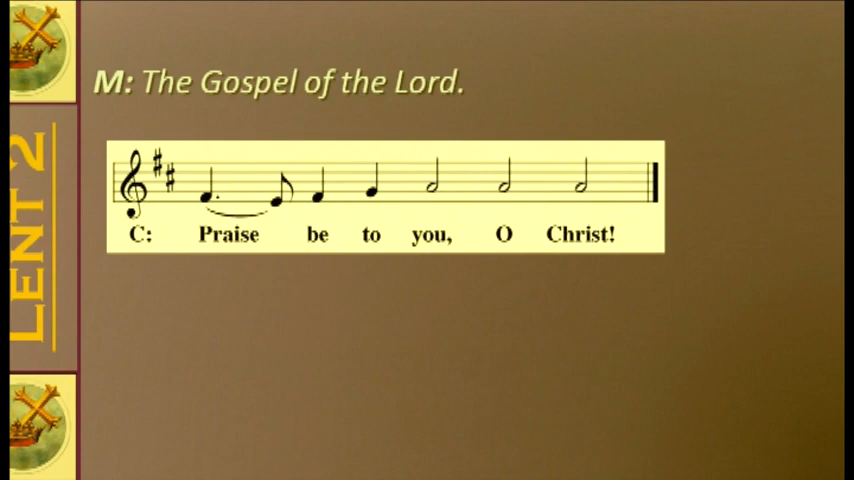 LENT 2
M: The Gospel of the Lord.
C: Praise be to you, O Christ!